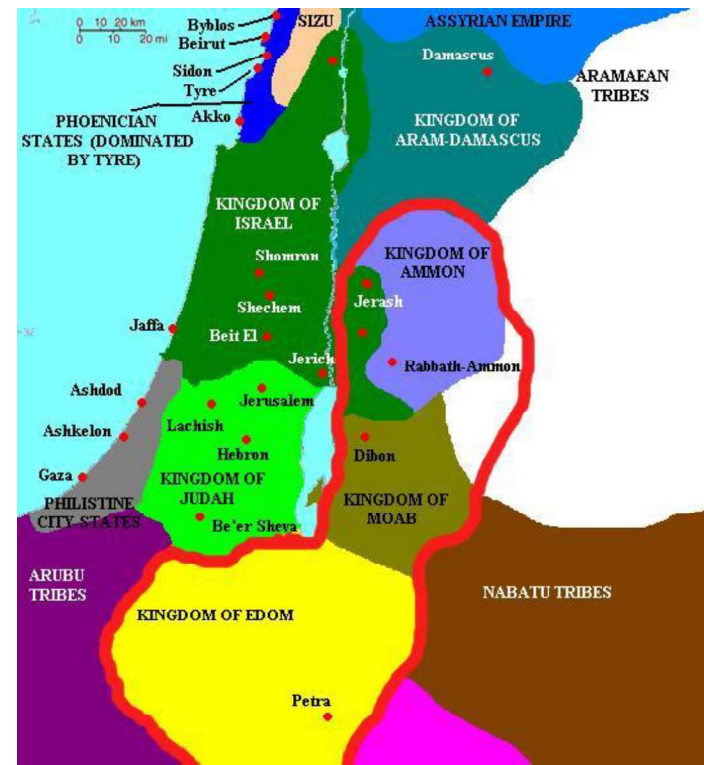 0 10 20 km
0 20 mi
Byblos
Beirut
Sidon
Tyre
Akko
SIZU
ASSYRIAN EMPIRE
Damascus
ARAMAEAN
TRIBES
PHOENICIAN
STATES (DOMINATED
BY TYRE)
KINGDOM OF
ARAM-DAMASCUS
KINGDOM OF
ISRAEL
KINGDOM OF
AMMON
Shomron
Shechem
Jerash
Jaffa
Beit El
Jerich
Rabbath-Ammon
Ashdod
Jerusalem
Lachish
Ashkelon
Hebron
Dibon
Gaza
KINGDOM OF
JUDAH
KINGDOM OF
MOAB
PHILISTINE
CITY-STATES
Be'er Sheva
ARUBU
TRIBES
NABATU TRIBES
KINGDOM OF EDOM
Petra